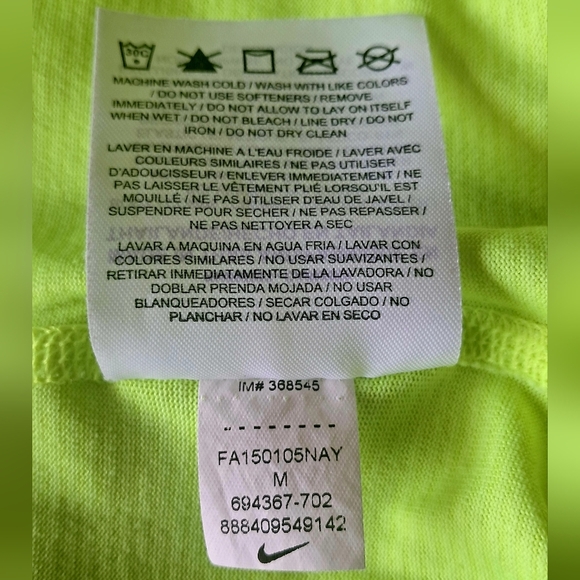 30C
MACHINE WASH COLD / WASH WITH LIKE COLORS
/ DO NOT USE SOFTENERS / REMOVE
IMMEDIATELY / DO NOT ALLOW TO LAY ON ITSELF
WHEN WET / DO NOT BLEACH / LINE DRY / DO NOT
IRON / DO NOT DRY CLEAN
LAVER EN MACHINE A L'EAU FROIDE / LAVER AVEC
COULEURS SIMILAIRES / NE PAS UTILISER
D'ADOUCISSEUR / ENLEVER IMMEDIATEMENT / NE
PAS LAISSER LE VÊTEMENT PLIÉ LORSQU'IL EST
MOUILLÉ / NE PAS UTILISER D'EAU DE JAVEL /
SUSPENDRE POUR SECHER / NE PAS REPASSER /
NE PAS NETTOYER A SEC
LAVAR A MAQUINA EN AGUA FRIA / LAVAR CON
COLORES SIMILARES / NO USAR SUAVIZANTES /
RETIRAR INMEDIATAMENTE DE LA LAVADORA / NO
DOBLAR PRENDA MOJADA / NO USAR
BLANQUEADORES / SECAR COLGADO / NO
PLANCHAR / NO LAVAR EN SECO
IM# 368545
FA150105NAY
M
694367-702
888409549142